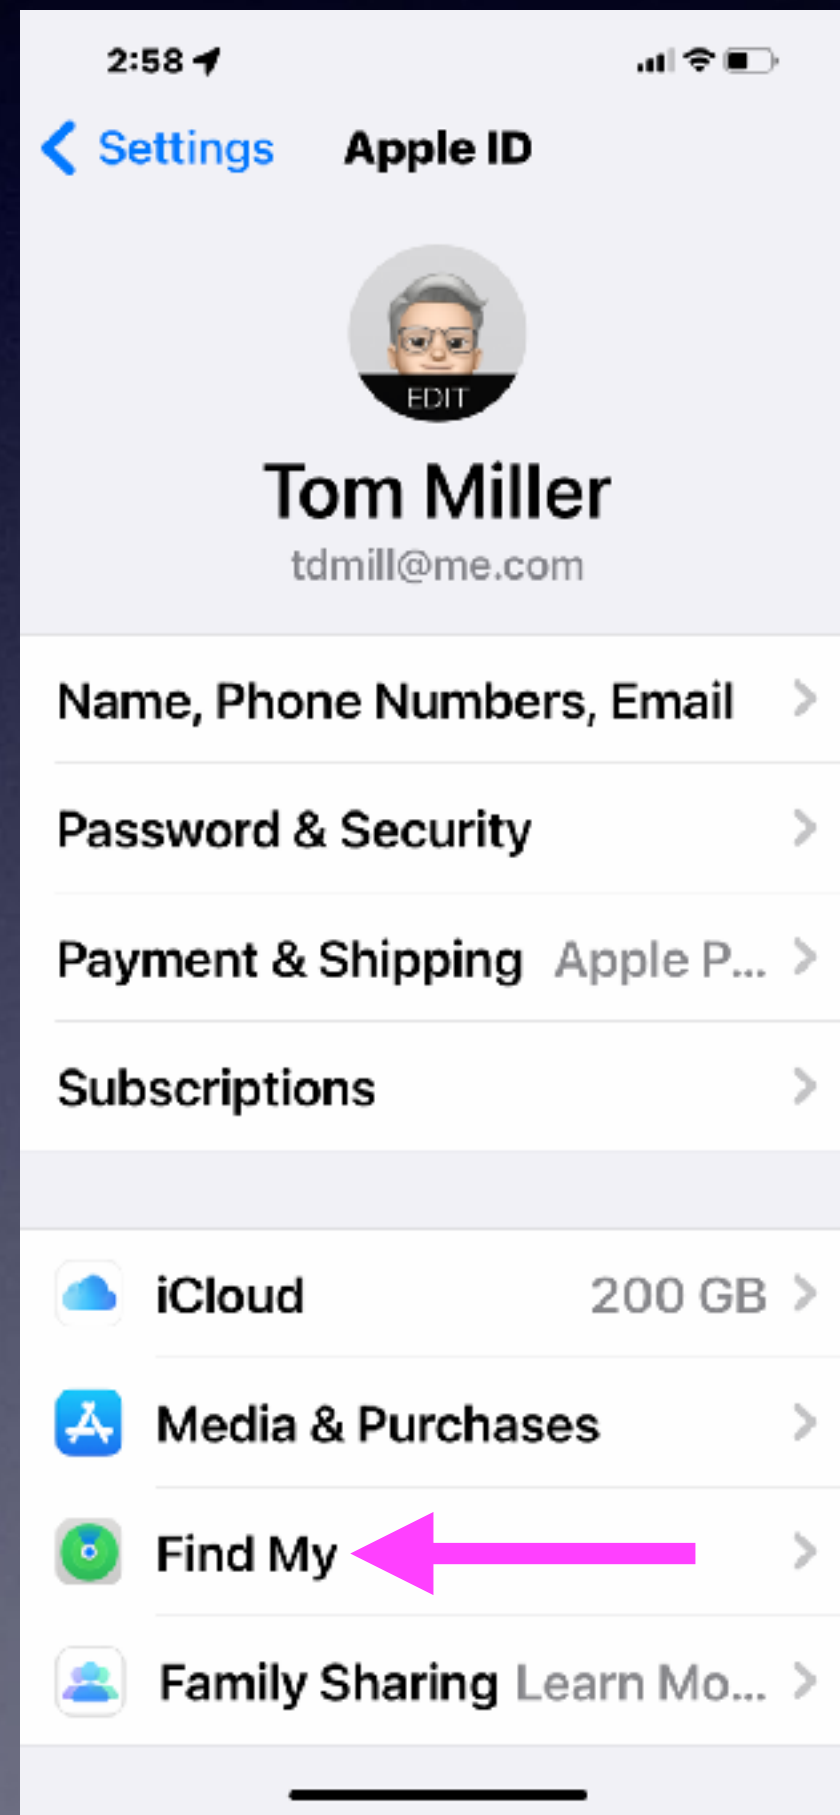 2:58
Settings Apple ID
EDIT
Tom Miller
tdmill@me.com
Name, Phone Numbers, Email
Password & Security
Payment & Shipping Apple P...
Subscriptions
iCloud 200 GB
Media & Purchases
Find My
Family Sharing Learn Mo...